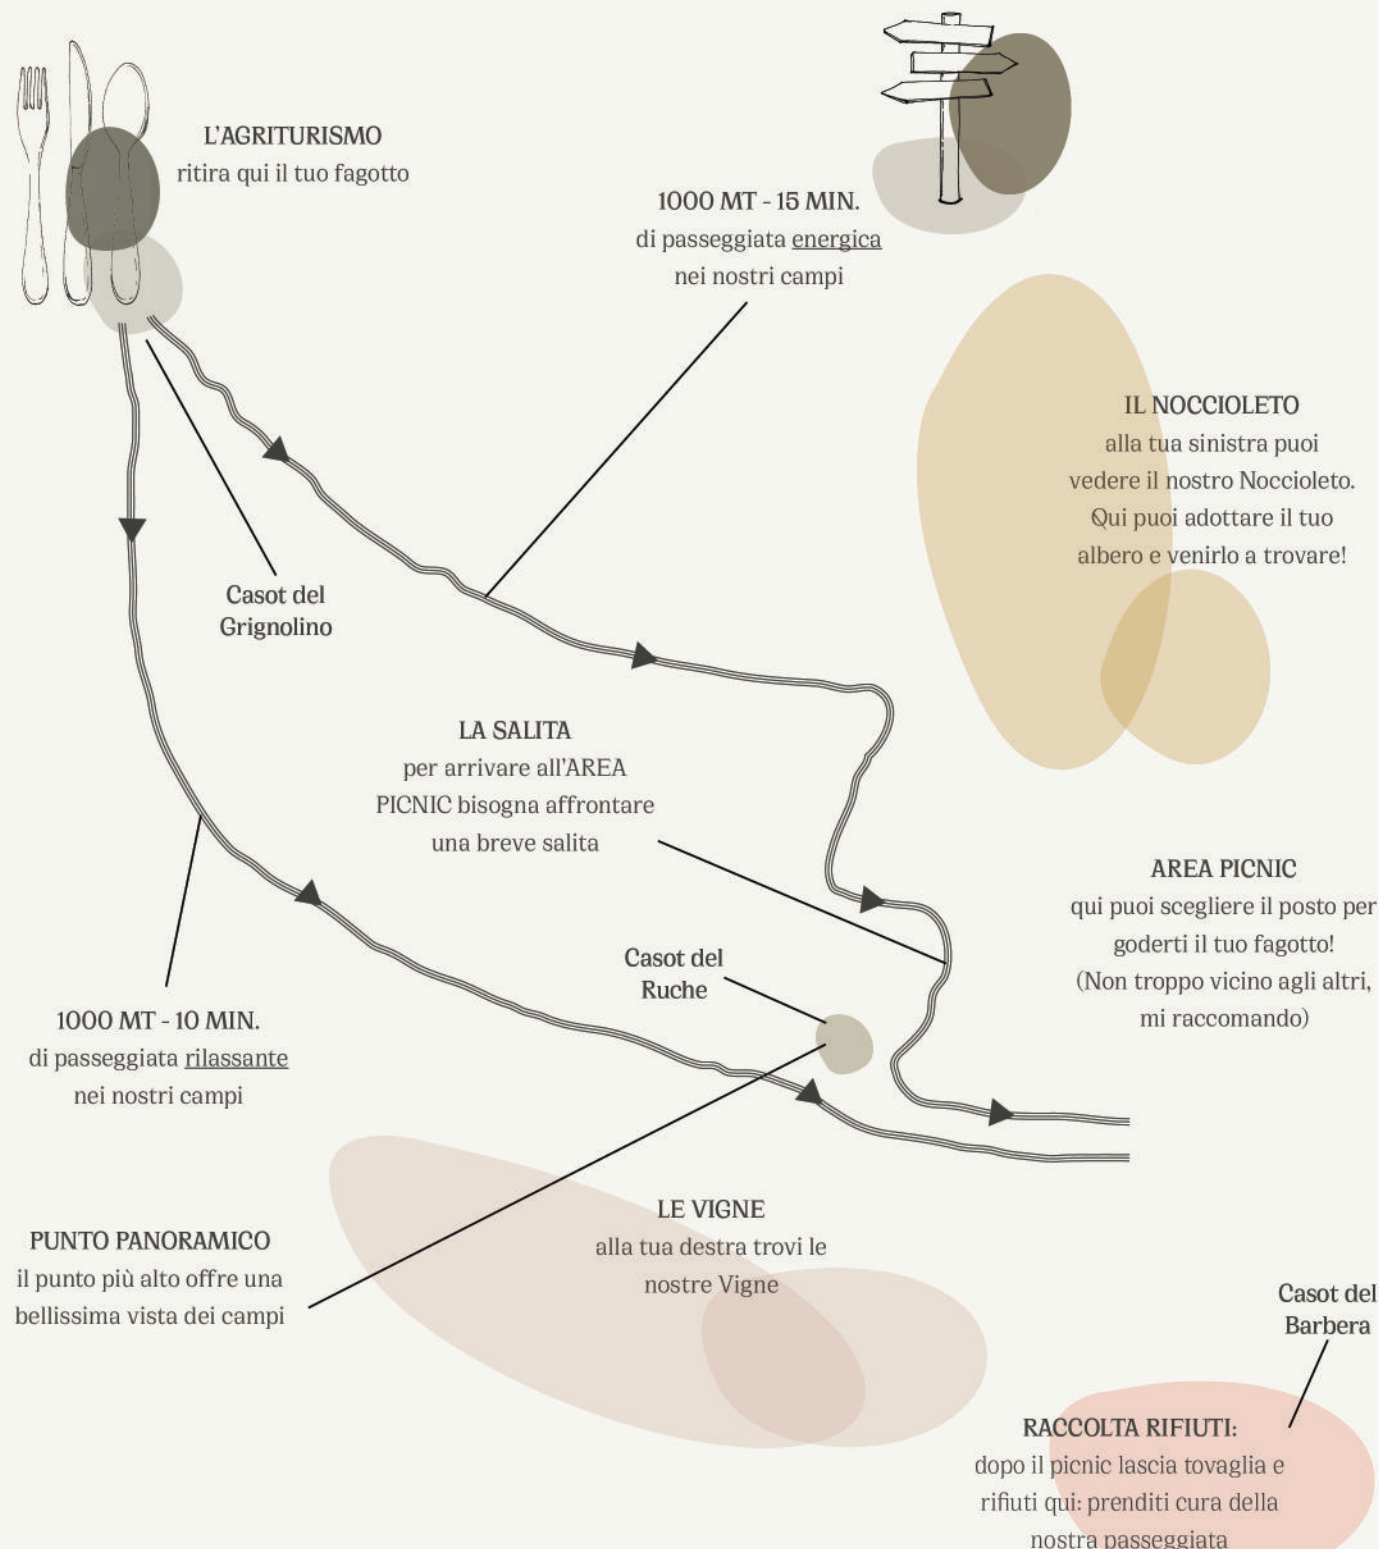 L'AGRITURISMO
ritira qui il tuo fagotto
1000 MT - 15 MIN.
di passeggiata energica
nei nostri campi
IL NOCCIOLETO
alla tua sinistra puoi
vedere il nostro Noccioleto.
Qui puoi adottare il tuo
albero e venirlo a trovare!
Casot del
Grignolino
LA SALITA
per arrivare all'AREA
PICNIC bisogna affrontare
una breve salita
AREA PICNIC
qui puoi scegliere il posto per
goderti il tuo fagotto!
(Non troppo vicino agli altri,
mi raccomando)
Casot del
Ruche
1000 MT - 10 MIN.
di passeggiata rilassante
nei nostri campi
LE VIGNE
alla tua destra trovi le
nostre Vigne
PUNTO PANORAMICO
il punto più alto offre una
bellissima vista dei campi
Casot del
Barbera
RACCOLTA RIFIUTI:
dopo il picnic lascia tovaglia e
rifiuti qui: prenditi cura della
nostra passeggiata